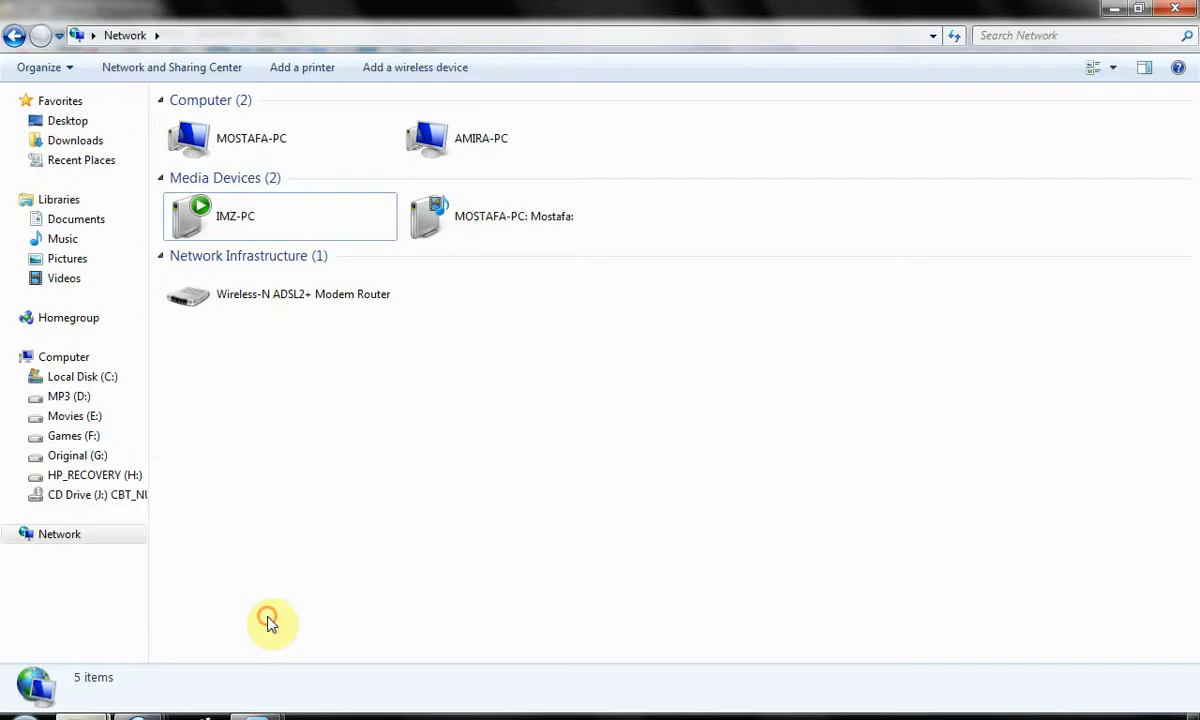 Network
Search Network
Organize
Network and Sharing Center
Add a printer
Add a wireless device
Favorites
Desktop
Downloads
Recent Places
Libraries
Documents
Music
Pictures
Videos
Homegroup
Computer
Local Disk (C:)
MP3 (D:)
Movies (E:)
Games (F:)
Original (G:)
HP_RECOVERY (H:)
CD Drive (J:) CBT_NU
Network
Computer (2)
MOSTAFA-PC
AMIRA-PC
Media Devices (2)
IMZ-PC
MOSTAFA-PC: Mostafa:
Network Infrastructure (1)
Wireless-N ADSL2+ Modem Router
5 items